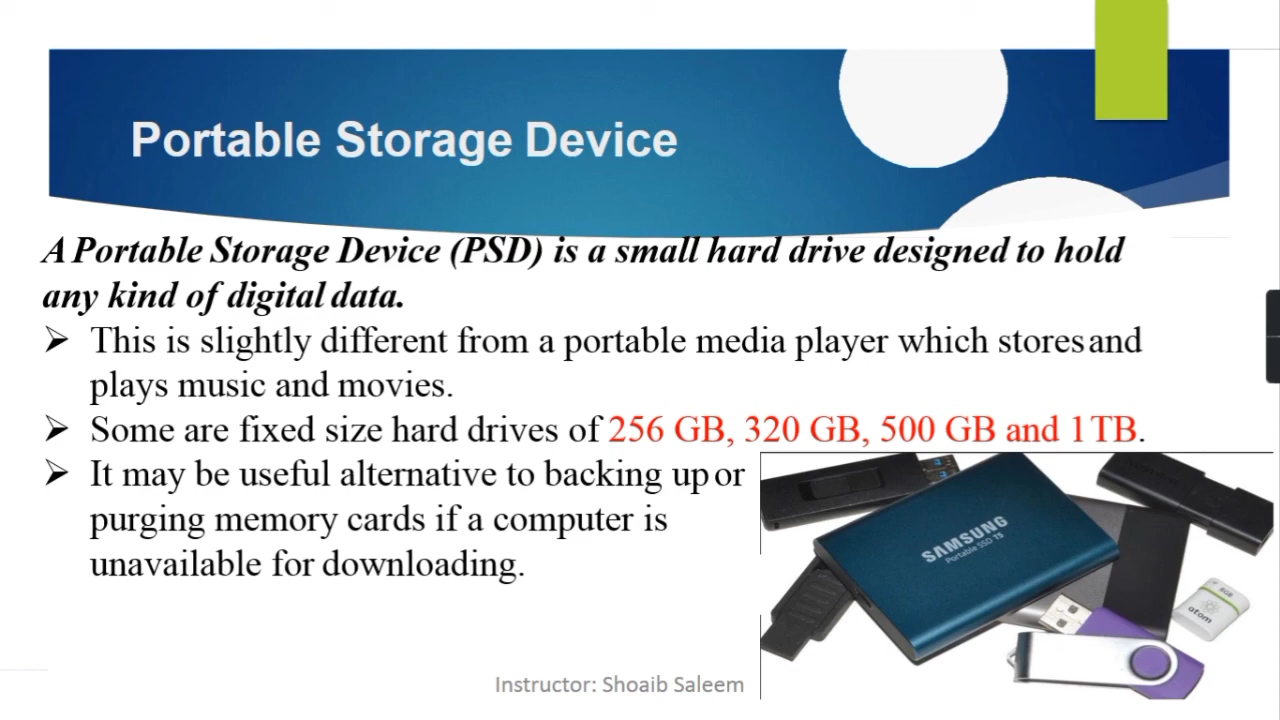 Portable Storage Device
A Portable Storage Device (PSD) is a small hard drive designed to hold
any kind of digital data.
➢ This is slightly different from a portable media player which stores and
plays music and movies.
➢ Some are fixed size hard drives of 256 GB, 320 GB, 500 GB and 1TB.
➢ It may be useful alternative to backing up or
purging memory cards if a computer is
unavailable for downloading.
SAMSUNG
Portable SSD T5
8GB
atom
Instructor: Shoaib Saleem